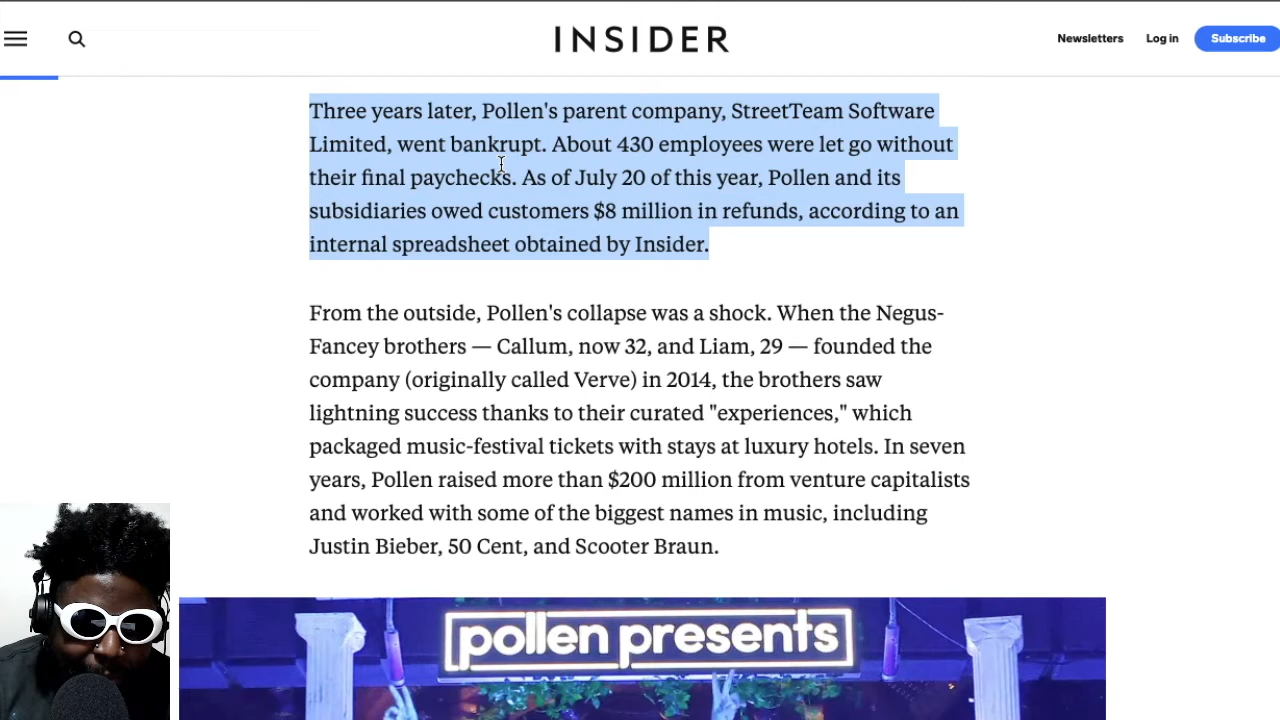 INSIDER
Newsletters
Log in
Subscribe
Three years later, Pollen's parent company, StreetTeam Software
Limited, went bankrupt. About 430 employees were let go without
their final paychecks. As of July 20 of this year, Pollen and its
subsidiaries owed customers $8 million in refunds, according to an
internal spreadsheet obtained by Insider.
From the outside, Pollen's collapse was a shock. When the Negus-
Fancey brothers — Callum, now 32, and Liam, 29 — founded the
company (originally called Verve) in 2014, the brothers saw
lightning success thanks to their curated "experiences," which
packaged music-festival tickets with stays at luxury hotels. In seven
years, Pollen raised more than $200 million from venture capitalists
and worked with some of the biggest names in music, including
Justin Bieber, 50 Cent, and Scooter Braun.
pollen presents